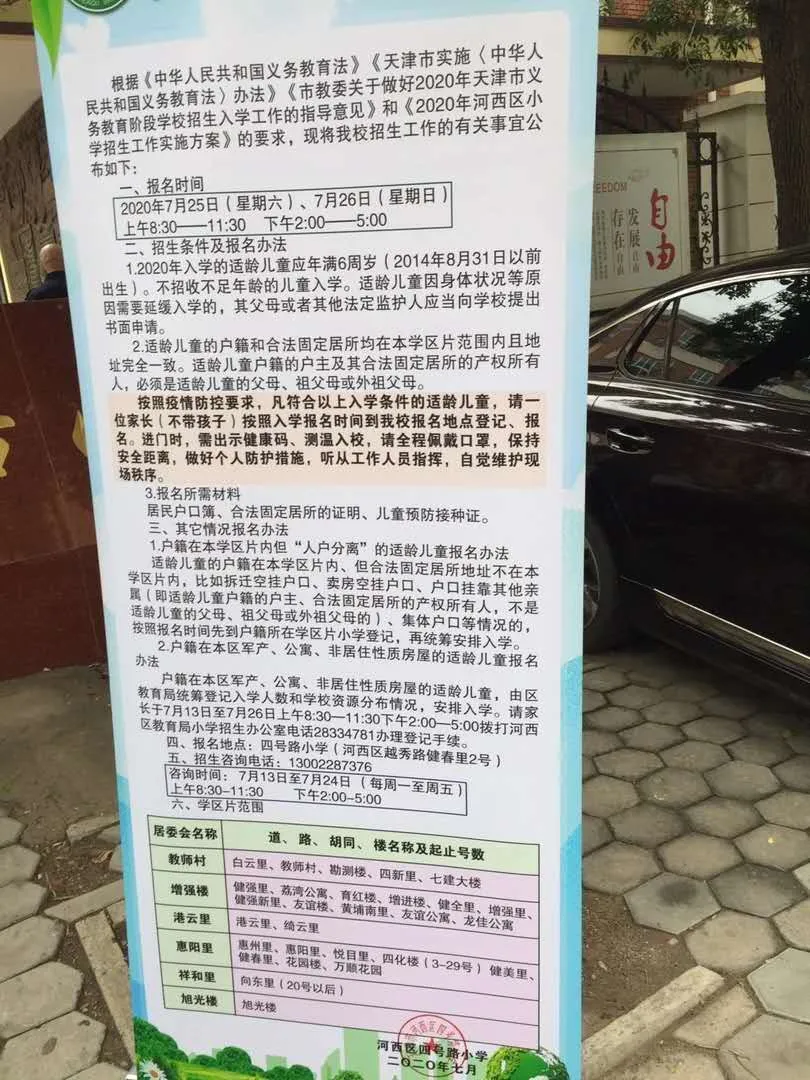 根据《中华人民共和国义务教育法》《天津市实施〈中华人
民共和国义务教育法〉办法》《市教委关于做好2020年天津市义
务教育阶段学校招生入学工作的指导意见》和《2020年河西区小
学招生工作实施方案》的要求，现将我校招生工作的有关事宜公
布如下：
一、报名时间
2020年7月25日（星期六）、7月26日（星期日）
上午8:30——11:30 下午2:00——5:00
二、招生条件及报名办法
1.2020年入学的适龄儿童应年满6周岁（2014年8月31日以前
出生）。不招收不足年龄的儿童入学。适龄儿童因身体状况等原
因需要延缓入学的，其父母或者其他法定监护人应当向学校提出
书面申请。
2.适龄儿童的户籍和合法固定居所均在本学区片范围内且地
址完全一致。适龄儿童户籍的户主及其合法固定居所的产权所有
人，必须是适龄儿童的父母、祖父母或外祖父母。
按照疫情防控要求，凡符合以上入学条件的适龄儿童，请一
位家长（不带孩子）按照入学报名时间到我校报名地点登记、报
名。进门时，需出示健康码、测温入校，请全程佩戴口罩，保持
安全距离，做好个人防护措施，听从工作人员指挥，自觉维护现
场秩序。
3.报名所需材料
居民户口簿、合法固定居所的证明、儿童预防接种证。
三、其它情况报名办法
1.户籍在本学区片内但“人户分离”的适龄儿童报名办法
适龄儿童的户籍在本学区片内、但合法固定居所地址不在本
学区片内，比如拆迁空挂户口、卖房空挂户口、户口挂靠其他亲
属（即适龄儿童户籍的户主、合法固定居所的产权所有人，不是
适龄儿童的父母、祖父母或外祖父母的）、集体户口等情况的，
按照报名时间先到户籍所在学区片小学登记，再统筹安排入学。
2.户籍在本区军产、公寓、非居住性质房屋的适龄儿童报名
办法
户籍在本区军产、公寓、非居住性质房屋的适龄儿童，由区
教育局统筹登记入学人数和学校资源分布情况，安排入学。请家
长于7月13日至7月26日上午8:30—11:30下午2:00—5:00拨打河西
区教育局小学招生办公室电话28334781办理登记手续。
四、报名地点：四号路小学（河西区越秀路健春里2号）
五、招生咨询电话：13002287376
咨询时间：7月13日至7月24日（每周一至周五）
上午8:30-11:30 下午2:00-5:00
六、学区片范围
居委会名称 道、路、胡同、楼名称及起止号数
教师村 白云里、教师村、勘测楼、四新里、七建大楼
增强楼 健强里、荔湾公寓、育红楼、增进楼、健全里、增强里、
健强新里、友谊楼、黄埔南里、友谊公寓、龙佳公寓
港云里 港云里、绮云里
惠阳里 惠州里、惠阳里、悦目里、四化楼（3-29号）健美里、
健春里、花园楼、万顺花园
祥和里 向东里（20号以后）
旭光楼 旭光楼
河西区四号路小学
二〇二〇年七月
EEDOM
自由
发展自由
存在自由